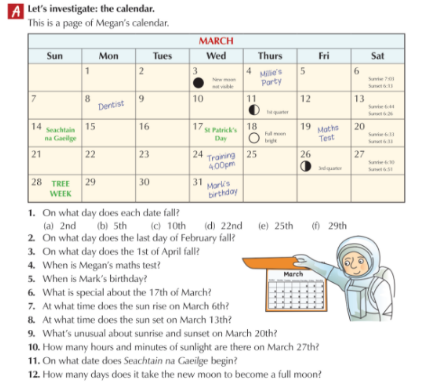 A Let's investigate: the calendar.
This is a page of Megan's calendar.
MARCH
Sun Mon Tues Wed Thurs Fri Sat
1 2 3 New moon not visible 4 Millie's Party 5 6 Sunrise 7:03 Sunset 6:13
7 8 Dentist 9 10 11 1st quarter 12 13 Sunrise 6:44 Sunset 6:26
14 Seachtain na Gaeilge 15 16 17 St Patrick's Day 18 Full moon bright 19 Maths Test 20 Sunrise
21 22 23 24 Training 4:00pm 25 26 3rd quarter 27 Sunrise 6:10 Sunset 6:51
28 TREE WEEK 29 30 31 Mark's birthday
1. On what day does each date fall?
(a) 2nd (b) 5th (c) 10th (d) 22nd (e) 25th (f) 29th
2. On what day does the last day of February fall?
3. On what day does the 1st of April fall?
4. When is Megan's maths test?
5. When is Mark's birthday?
6. What is special about the 17th of March?
7. At what time does the sun rise on March 6th?
8. At what time does the sun set on March 13th?
9. What's unusual about sunrise and sunset on March 20th?
10. How many hours and minutes of sunlight are there on March 27th?
11. On what date does Seachtain na Gaeilge begin?
12. How many days does it take the new moon to become a full moon?
March